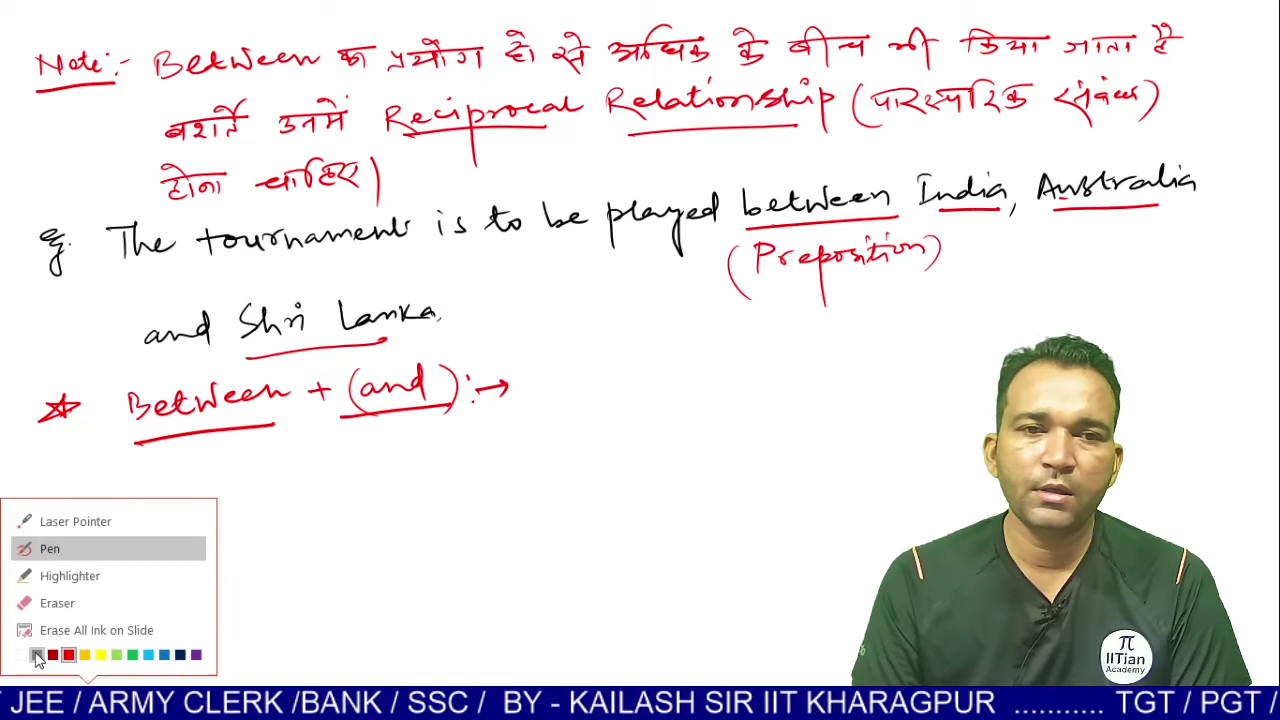 Note:- Between का प्रयोग दो से अधिक के बीच भी किया जाता है
बशर्ते उनमें Reciprocal Relationship (पारस्परिक संबंध)
होना चाहिए।
Eg. The tournament is to be played between India, Australia
(Preposition)
and Shri Lanka.
Between + (and):→
Laser Pointer
Pen
Highlighter
Eraser
Erase All Ink on Slide
π
IITian
Academy
JEE / ARMY CLERK /BANK / SSC / BY - KAILASH SIR IIT KHARAGPUR ........... TGT / PGT /